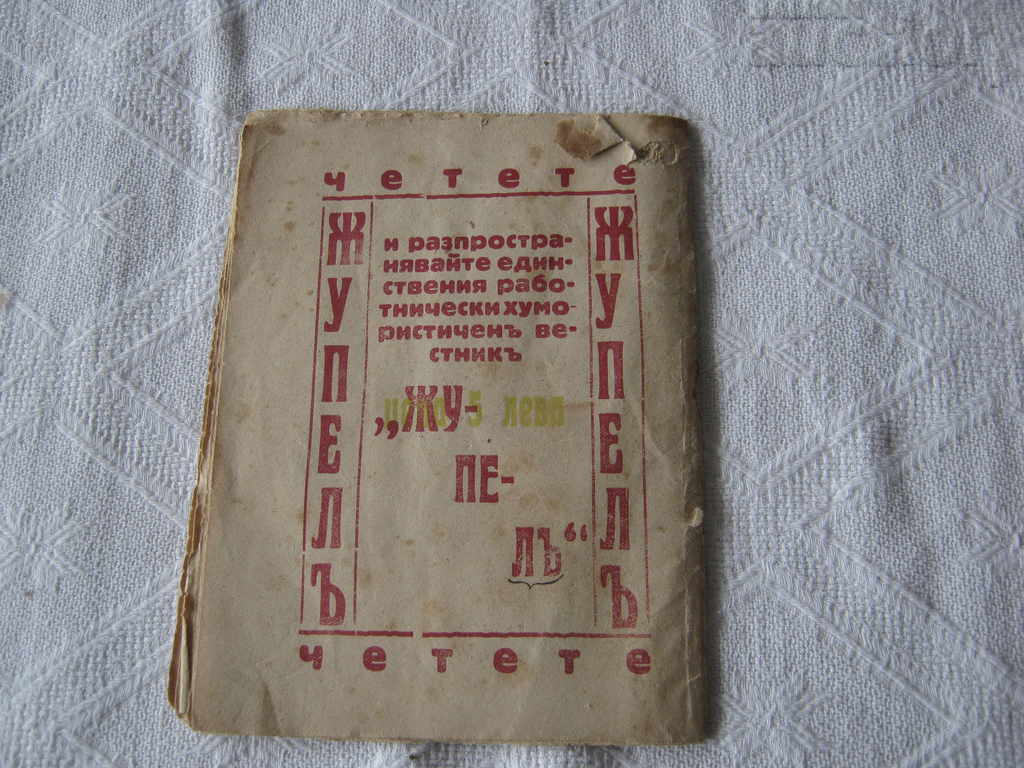 четете
ЖУПЕЛЪ
и разпростра-
нявайте един-
ствения рабо-
тнически хумо-
ристиченъ ве-
стникъ
„ЖУ-
цена 5 лева
ПЕ-
ЛЪ“
ЖУПЕЛЪ
четете